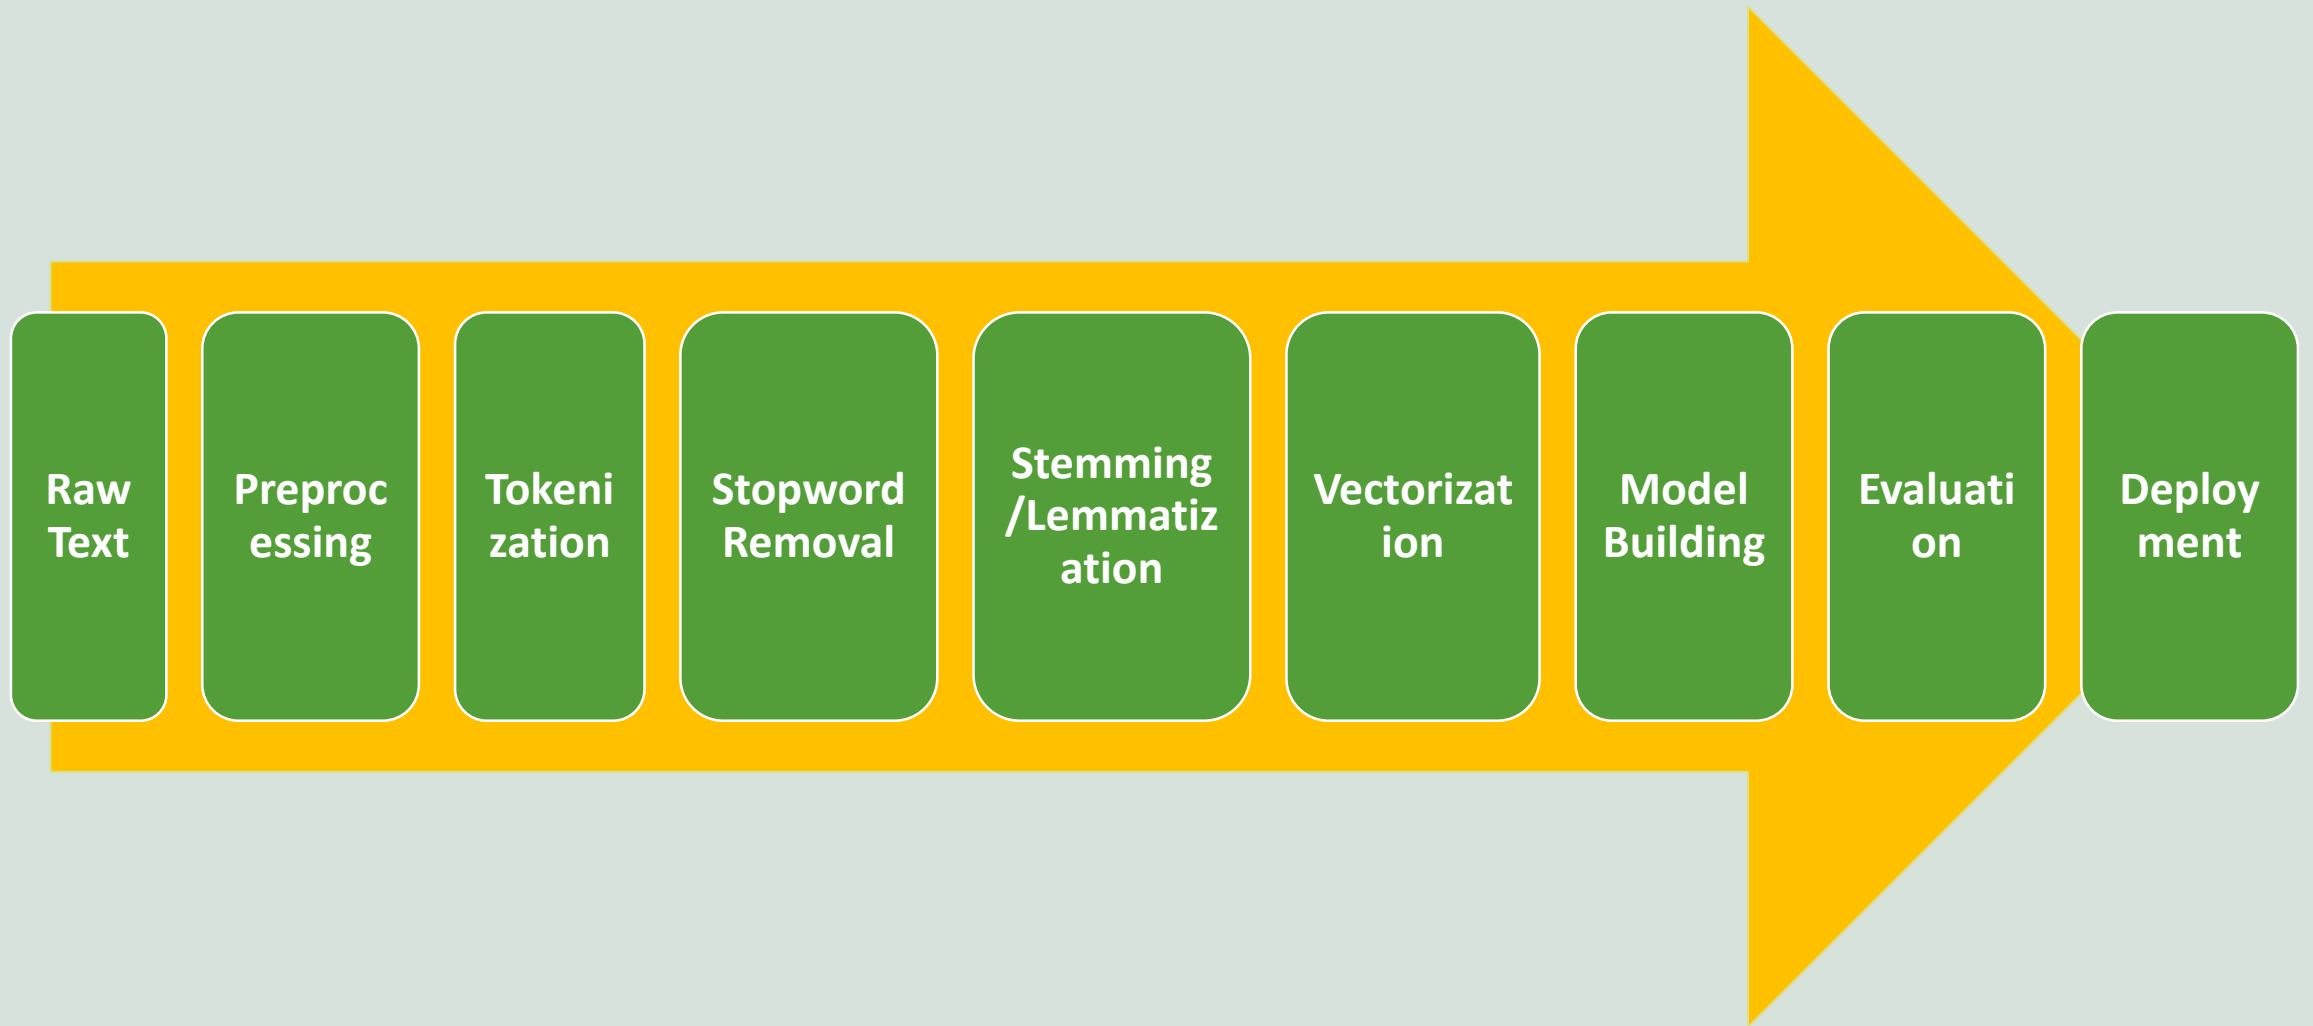 Raw
Text
Preproc
essing
Tokeni
zation
Stopword
Removal
Stemming
/Lemmatiz
ation
Vectorizat
ion
Model
Building
Evaluati
on
Deploy
ment